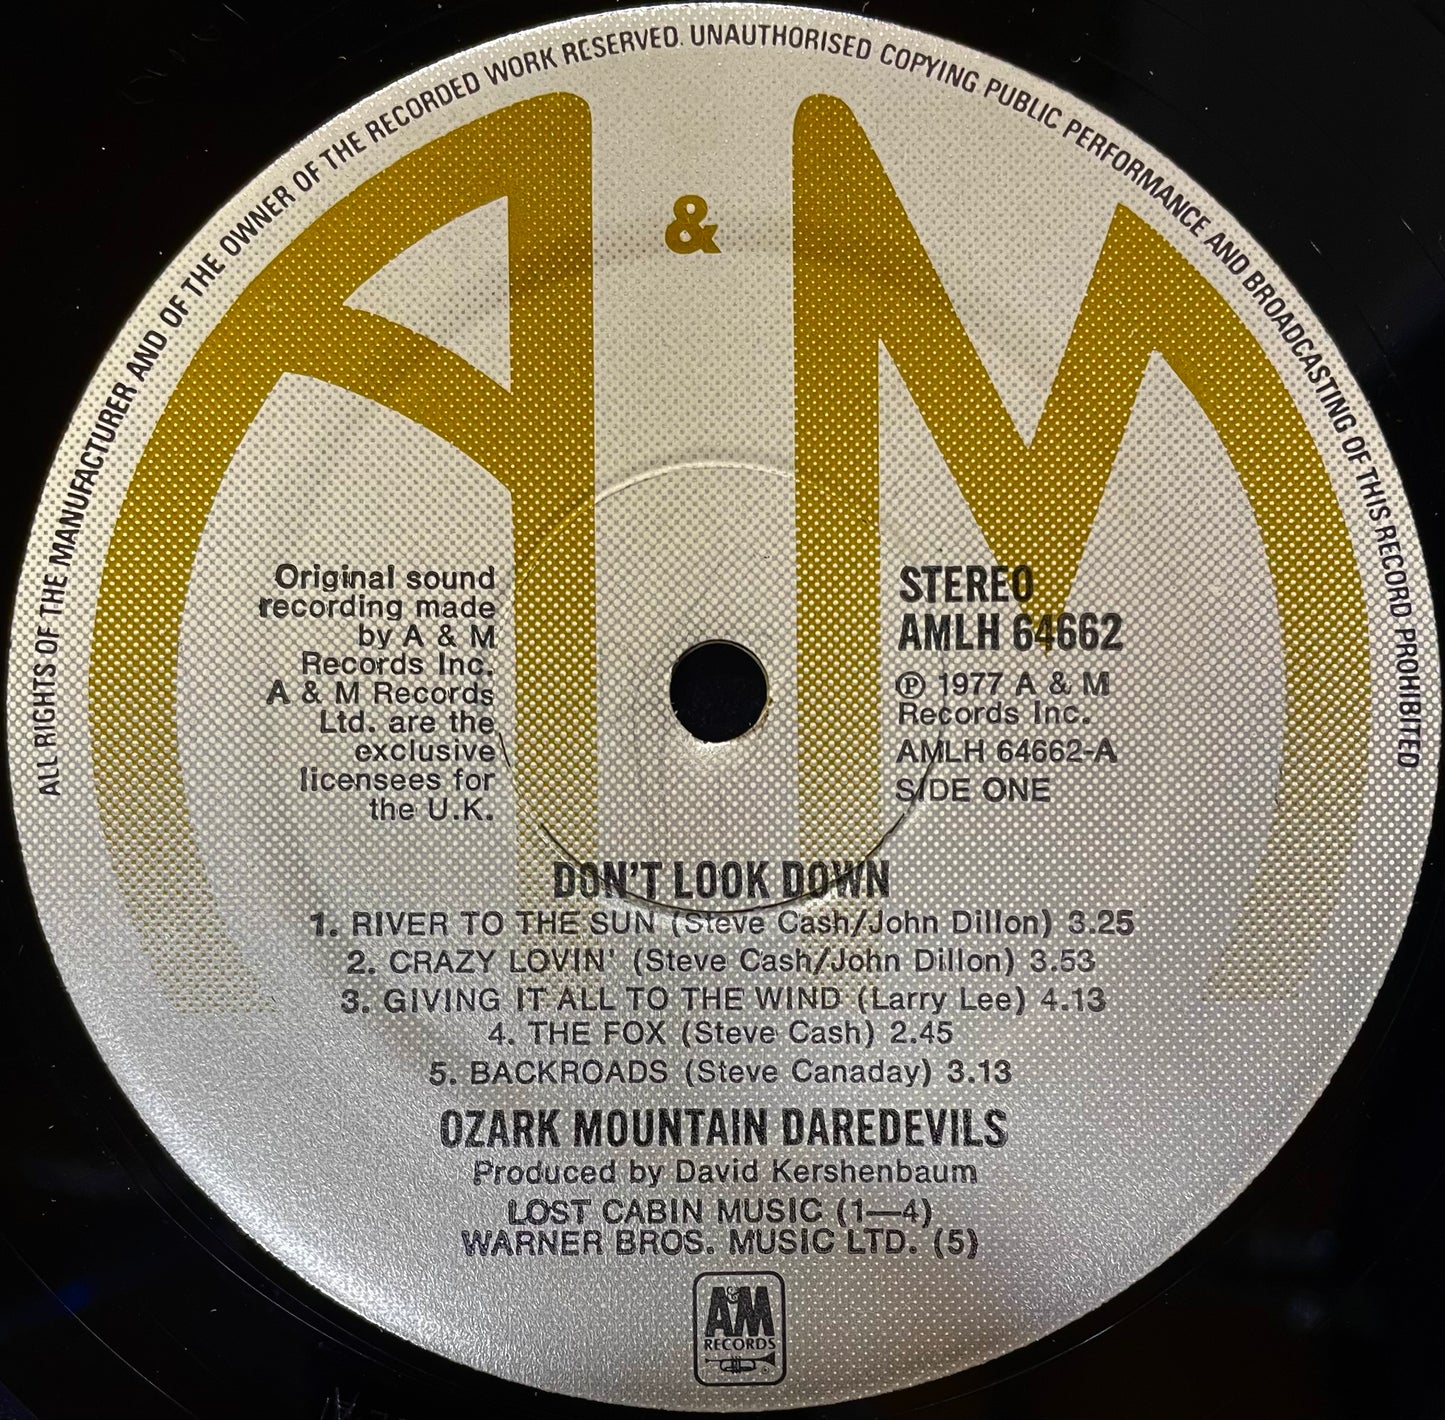 ALL RIGHTS OF THE MANUFACTURER AND OF THE OWNER OF THE RECORDED WORK RESERVED. UNAUTHORISED COPYING PUBLIC PERFORMANCE AND BROADCASTING OF THIS RECORD PROHIBITED
A & M
Original sound
recording made
by A & M
Records Inc.
A & M Records
Ltd. are the
exclusive
licensees for
the U.K.
STEREO
AMLH 64662
℗ 1977 A & M
Records Inc.
AMLH 64662-A
SIDE ONE
DON'T LOOK DOWN
1. RIVER TO THE SUN (Steve Cash/John Dillon) 3.25
2. CRAZY LOVIN' (Steve Cash/John Dillon) 3.53
3. GIVING IT ALL TO THE WIND (Larry Lee) 4.13
4. THE FOX (Steve Cash) 2.45
5. BACKROADS (Steve Canaday) 3.13
OZARK MOUNTAIN DAREDEVILS
Produced by David Kershenbaum
LOST CABIN MUSIC (1—4)
WARNER BROS. MUSIC LTD. (5)
A&M
RECORDS
®